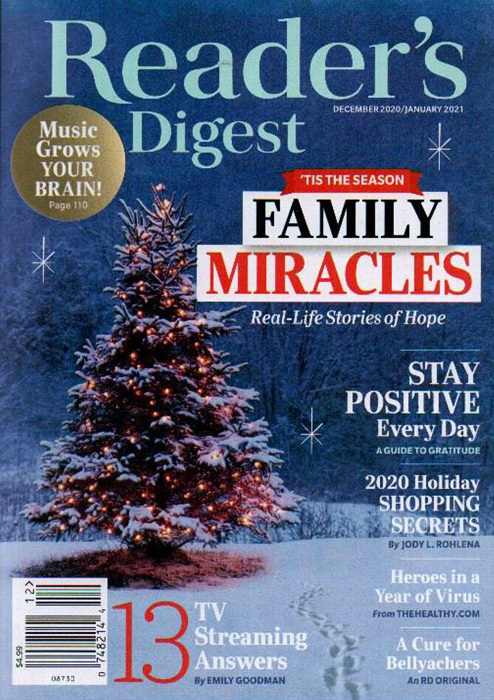 Reader's
Digest
DECEMBER 2020/JANUARY 2021
Music
Grows
YOUR
BRAIN!
Page 110
'TIS THE SEASON
FAMILY
MIRACLES
Real-Life Stories of Hope
STAY
POSITIVE
Every Day
A GUIDE TO GRATITUDE
2020 Holiday
SHOPPING
SECRETS
By JODY L. ROHLENA
Heroes in a
Year of Virus
From THEHEALTHY.COM
A Cure for
Bellyachers
An RD ORIGINAL
13
TV
Streaming
Answers
By EMILY GOODMAN
12>
$4.99
0 748214 4
08730